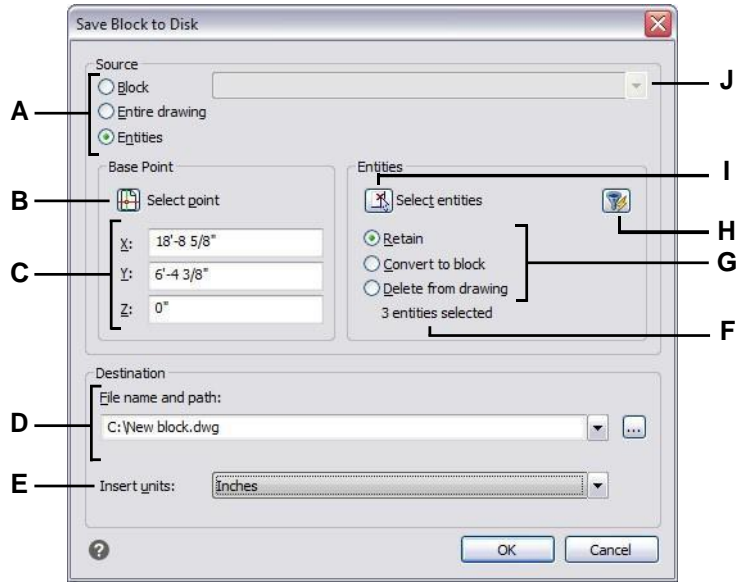 Save Block to Disk
Source
Block
J
A
Entire drawing
Entities
Base Point
Entities
I
B
Select point
Select entities
H
C
X: 18'-8 5/8"
Retain
G
Y: 6'-4 3/8"
Convert to block
Z: 0"
Delete from drawing
3 entities selected
F
Destination
File name and path:
D
C:\New block.dwg
...
E
Insert units: Inches
?
OK
Cancel